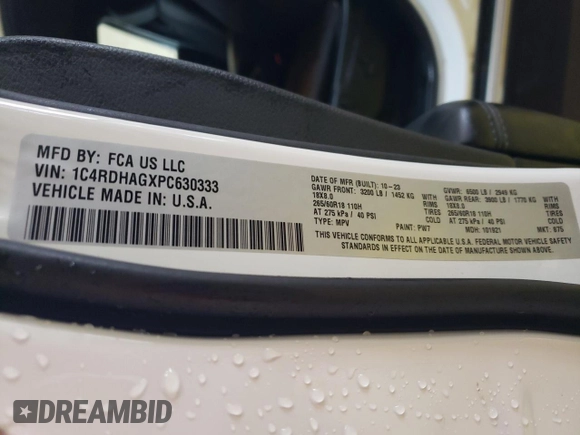 MFD BY: FCA US LLC
VIN: 1C4RDHAGXPC630333
VEHICLE MADE IN: U.S.A.
DATE OF MFR (BUILT): 10-23 GVWR: 6500 LB / 2949 KG
GAWR FRONT: 3200 LB / 1452 KG WITH GAWR REAR: 3900 LB / 1770 KG WITH
18X8.0 RIMS 18X8.0 RIMS
265/60R18 110H TIRES 265/60R18 110H TIRES
AT 275 kPa / 40 PSI COLD AT 275 kPa / 40 PSI COLD
TYPE: MPV PAINT: PW7 MDH: 101921 MKT: 675
THIS VEHICLE CONFORMS TO ALL APPLICABLE U.S.A. FEDERAL MOTOR VEHICLE SAFETY
STANDARDS IN EFFECT ON THE DATE OF MANUFACTURE SHOWN ABOVE.
DREAMBID